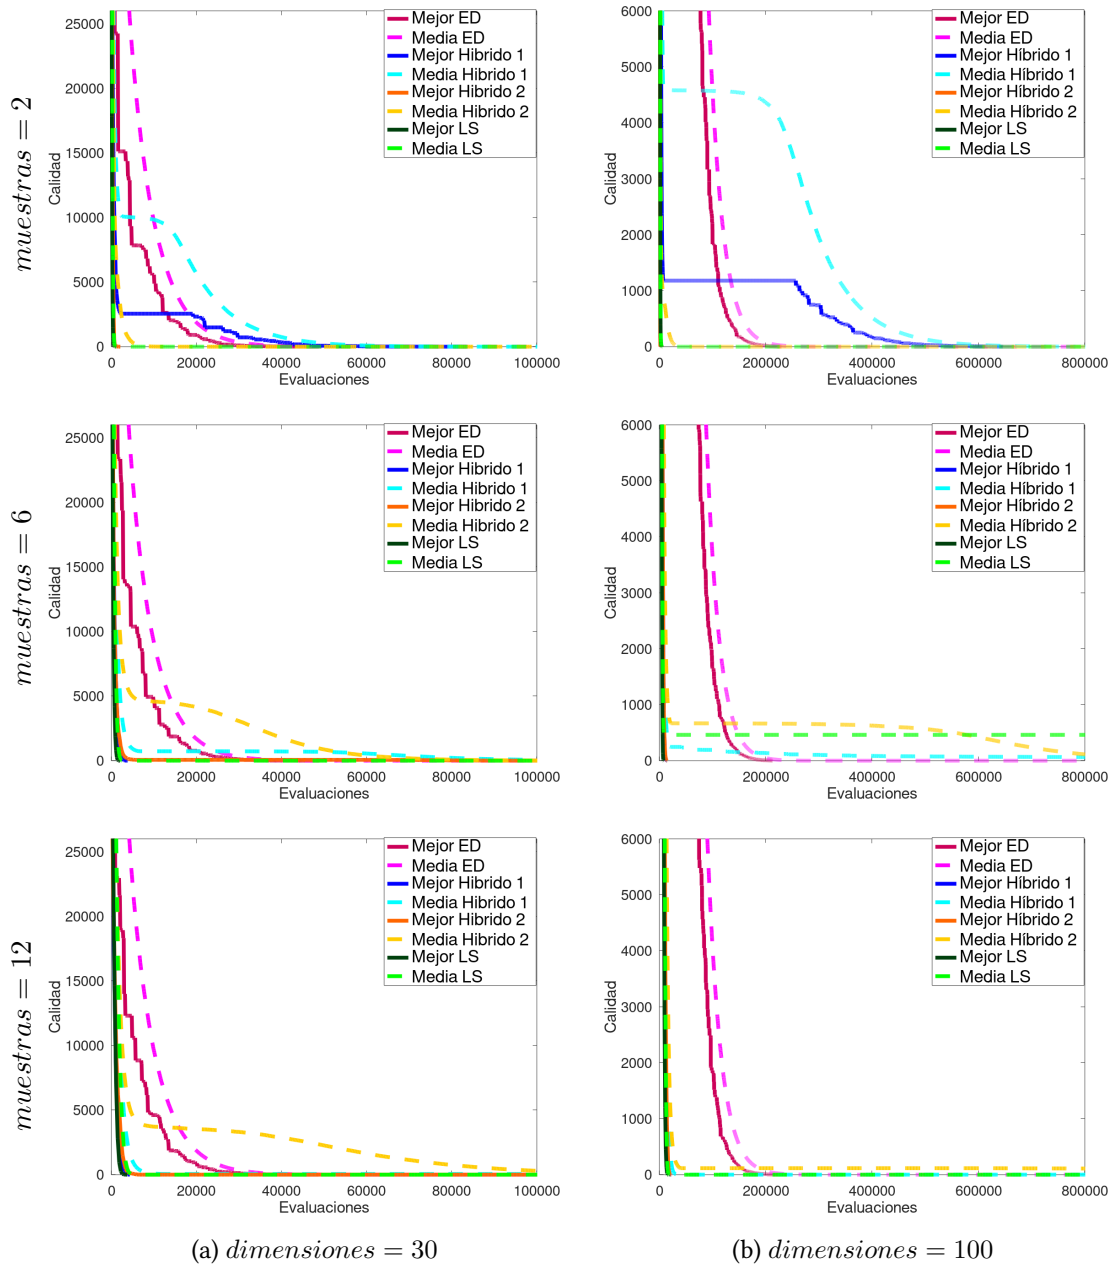 muestras = 2
25000
20000
15000
10000
5000
0
Calidad
0 20000 40000 60000 80000 100000
Evaluaciones
Mejor ED
Media ED
Mejor Hibrido 1
Media Hibrido 1
Mejor Hibrido 2
Media Hibrido 2
Mejor LS
Media LS
6000
5000
4000
3000
2000
1000
0
Calidad
0 200000 400000 600000 800000
Evaluaciones
Mejor ED
Media ED
Mejor Híbrido 1
Media Híbrido 1
Mejor Híbrido 2
Media Híbrido 2
Mejor LS
Media LS
muestras = 6
25000
20000
15000
10000
5000
0
Calidad
0 20000 40000 60000 80000 100000
Evaluaciones
Mejor ED
Media ED
Mejor Hibrido 1
Media Hibrido 1
Mejor Hibrido 2
Media Hibrido 2
Mejor LS
Media LS
6000
5000
4000
3000
2000
1000
0
Calidad
0 200000 400000 600000 800000
Evaluaciones
Mejor ED
Media ED
Mejor Híbrido 1
Media Híbrido 1
Mejor Híbrido 2
Media Híbrido 2
Mejor LS
Media LS
muestras = 12
25000
20000
15000
10000
5000
0
Calidad
0 20000 40000 60000 80000 100000
Evaluaciones
Mejor ED
Media ED
Mejor Hibrido 1
Media Hibrido 1
Mejor Hibrido 2
Media Hibrido 2
Mejor LS
Media LS
6000
5000
4000
3000
2000
1000
0
Calidad
0 200000 400000 600000 800000
Evaluaciones
Mejor ED
Media ED
Mejor Híbrido 1
Media Híbrido 1
Mejor Híbrido 2
Media Híbrido 2
Mejor LS
Media LS
(a) dimensiones = 30
(b) dimensiones = 100